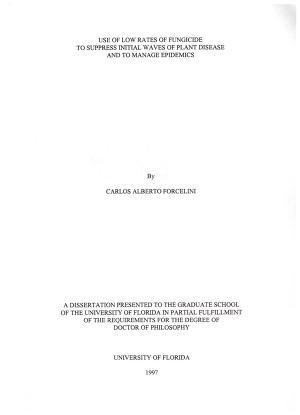 USE OF LOW RATES OF FUNGICIDE
TO SUPPRESS INITIAL WAVES OF PLANT DISEASE
AND TO MANAGE EPIDEMICS
By
CARLOS ALBERTO FORCELINI
A DISSERTATION PRESENTED TO THE GRADUATE SCHOOL
OF THE UNIVERSITY OF FLORIDA IN PARTIAL FULFILLMENT
OF THE REQUIREMENTS FOR THE DEGREE OF
DOCTOR OF PHILOSOPHY
UNIVERSITY OF FLORIDA
1997